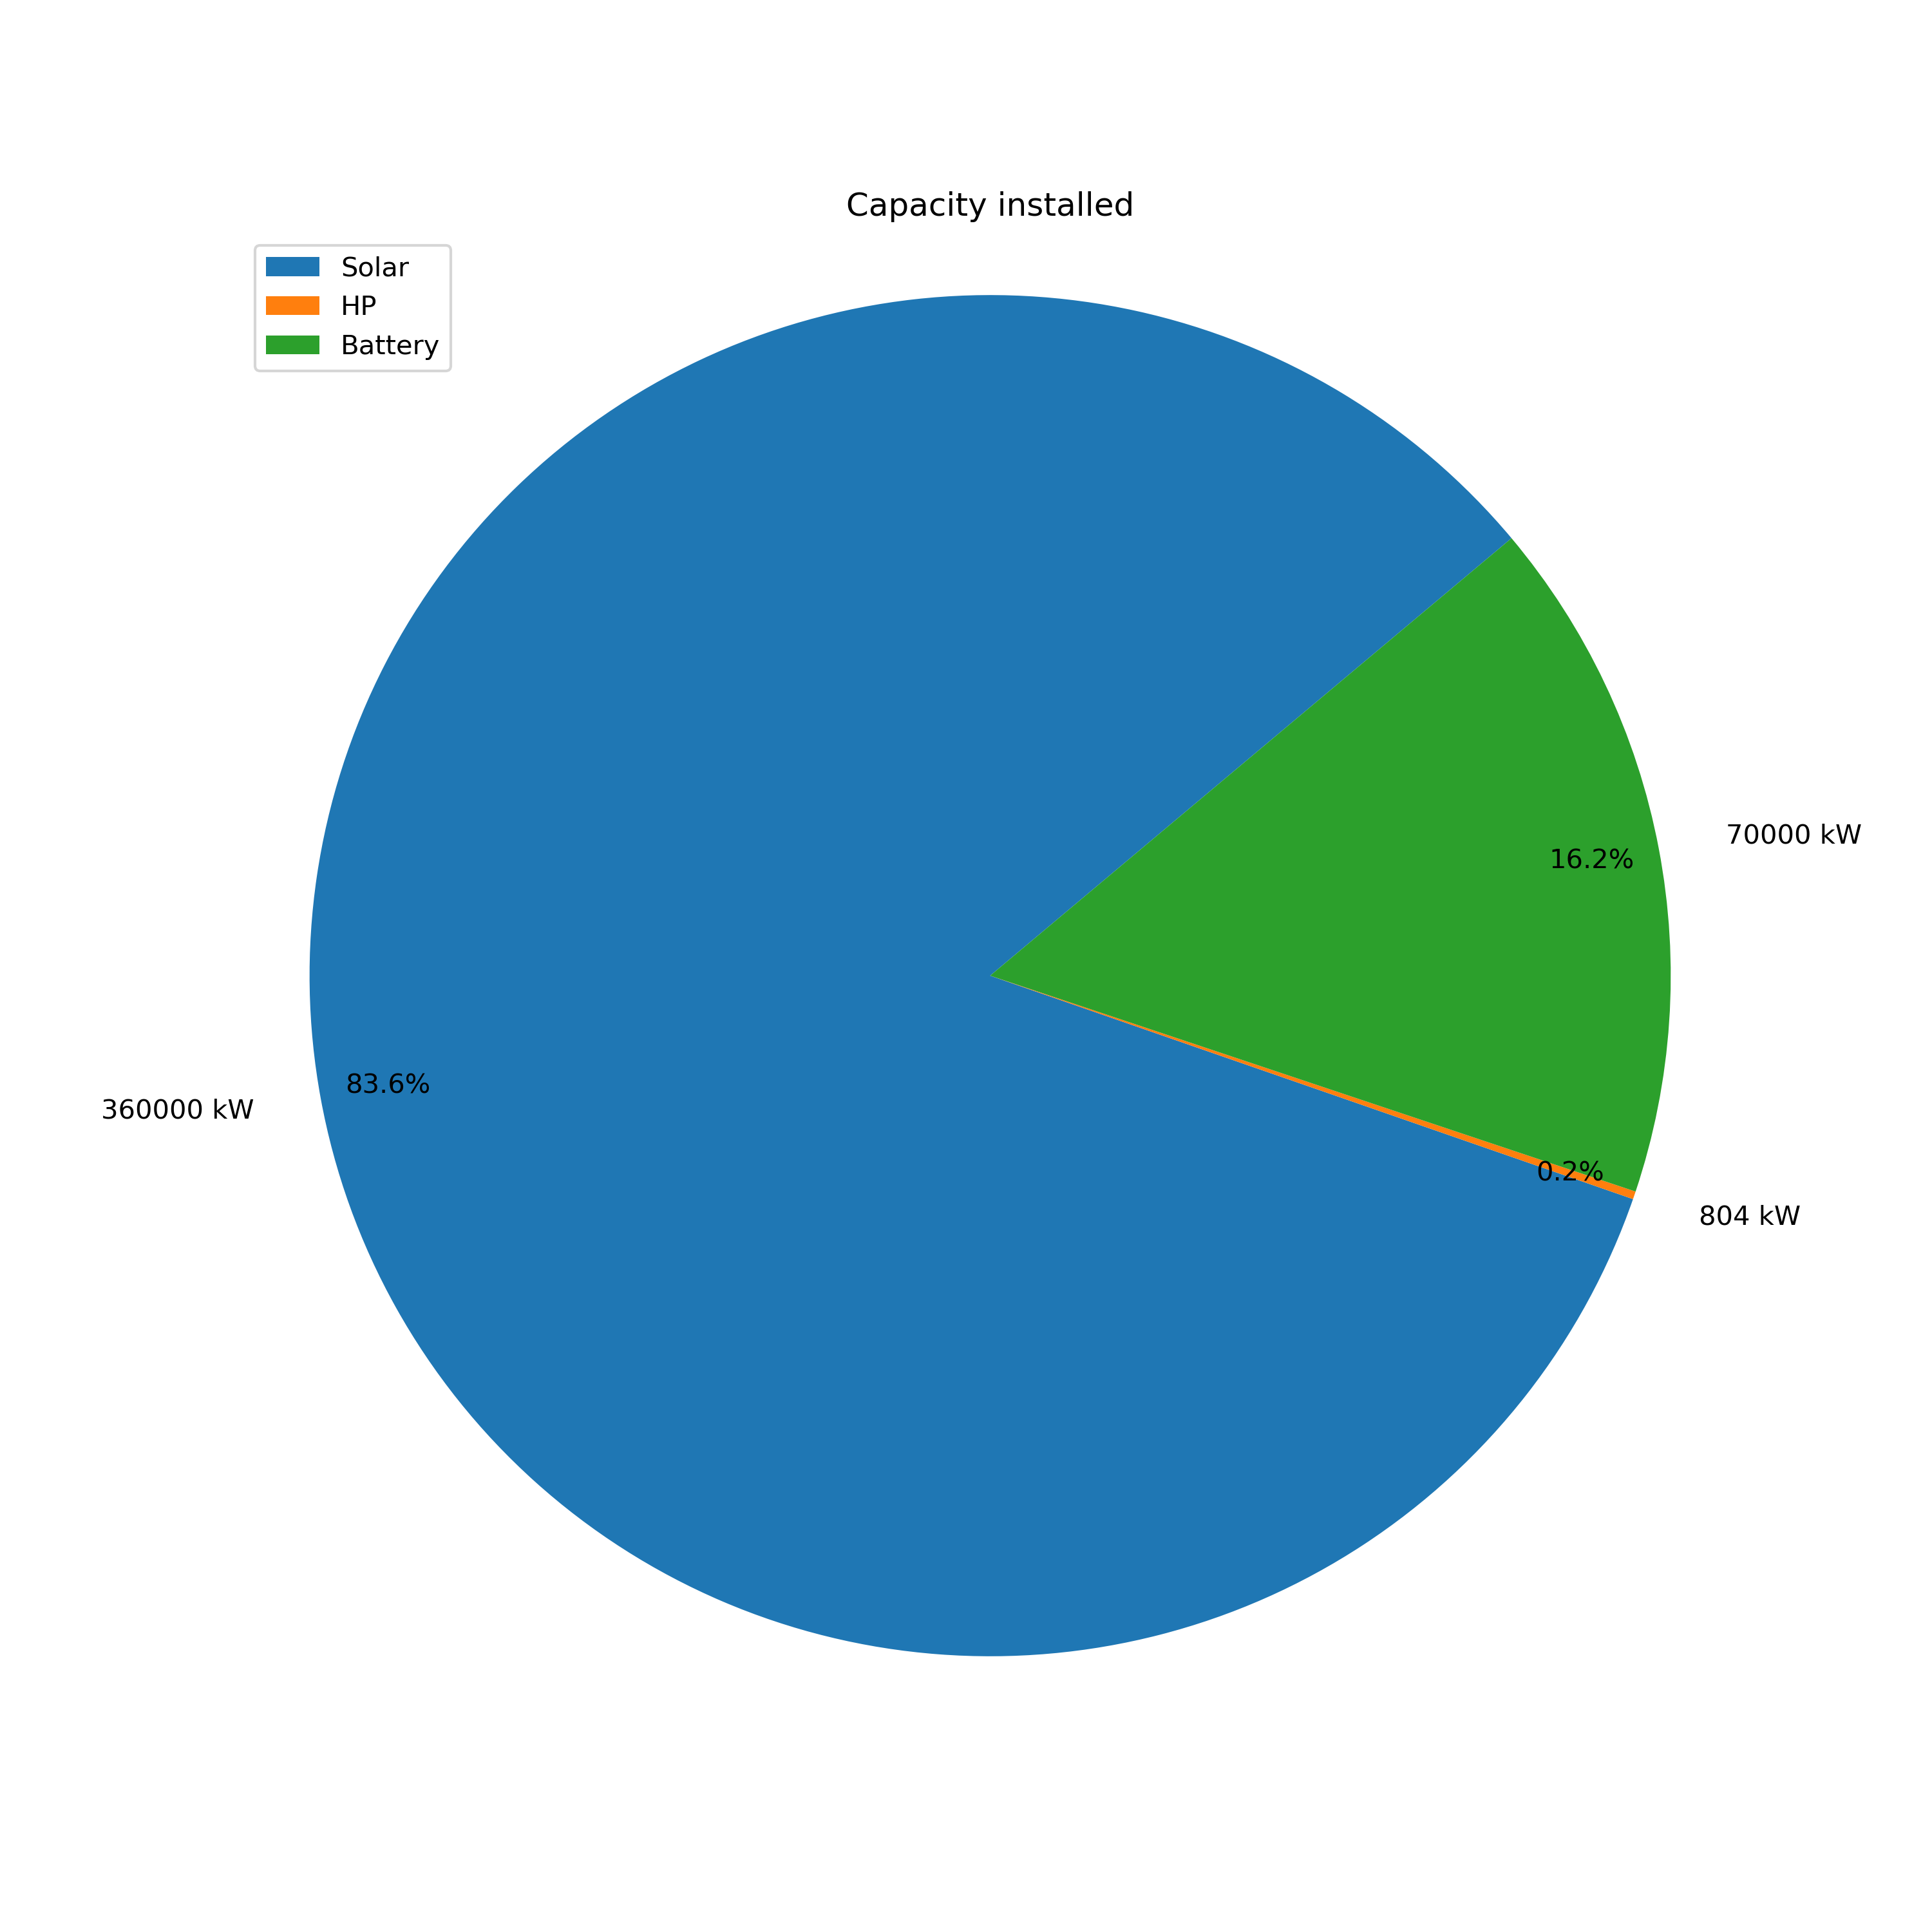 Capacity installed
Solar
HP
Battery
70000 kW
16.2%
83.6%
360000 kW
0.2%
804 kW